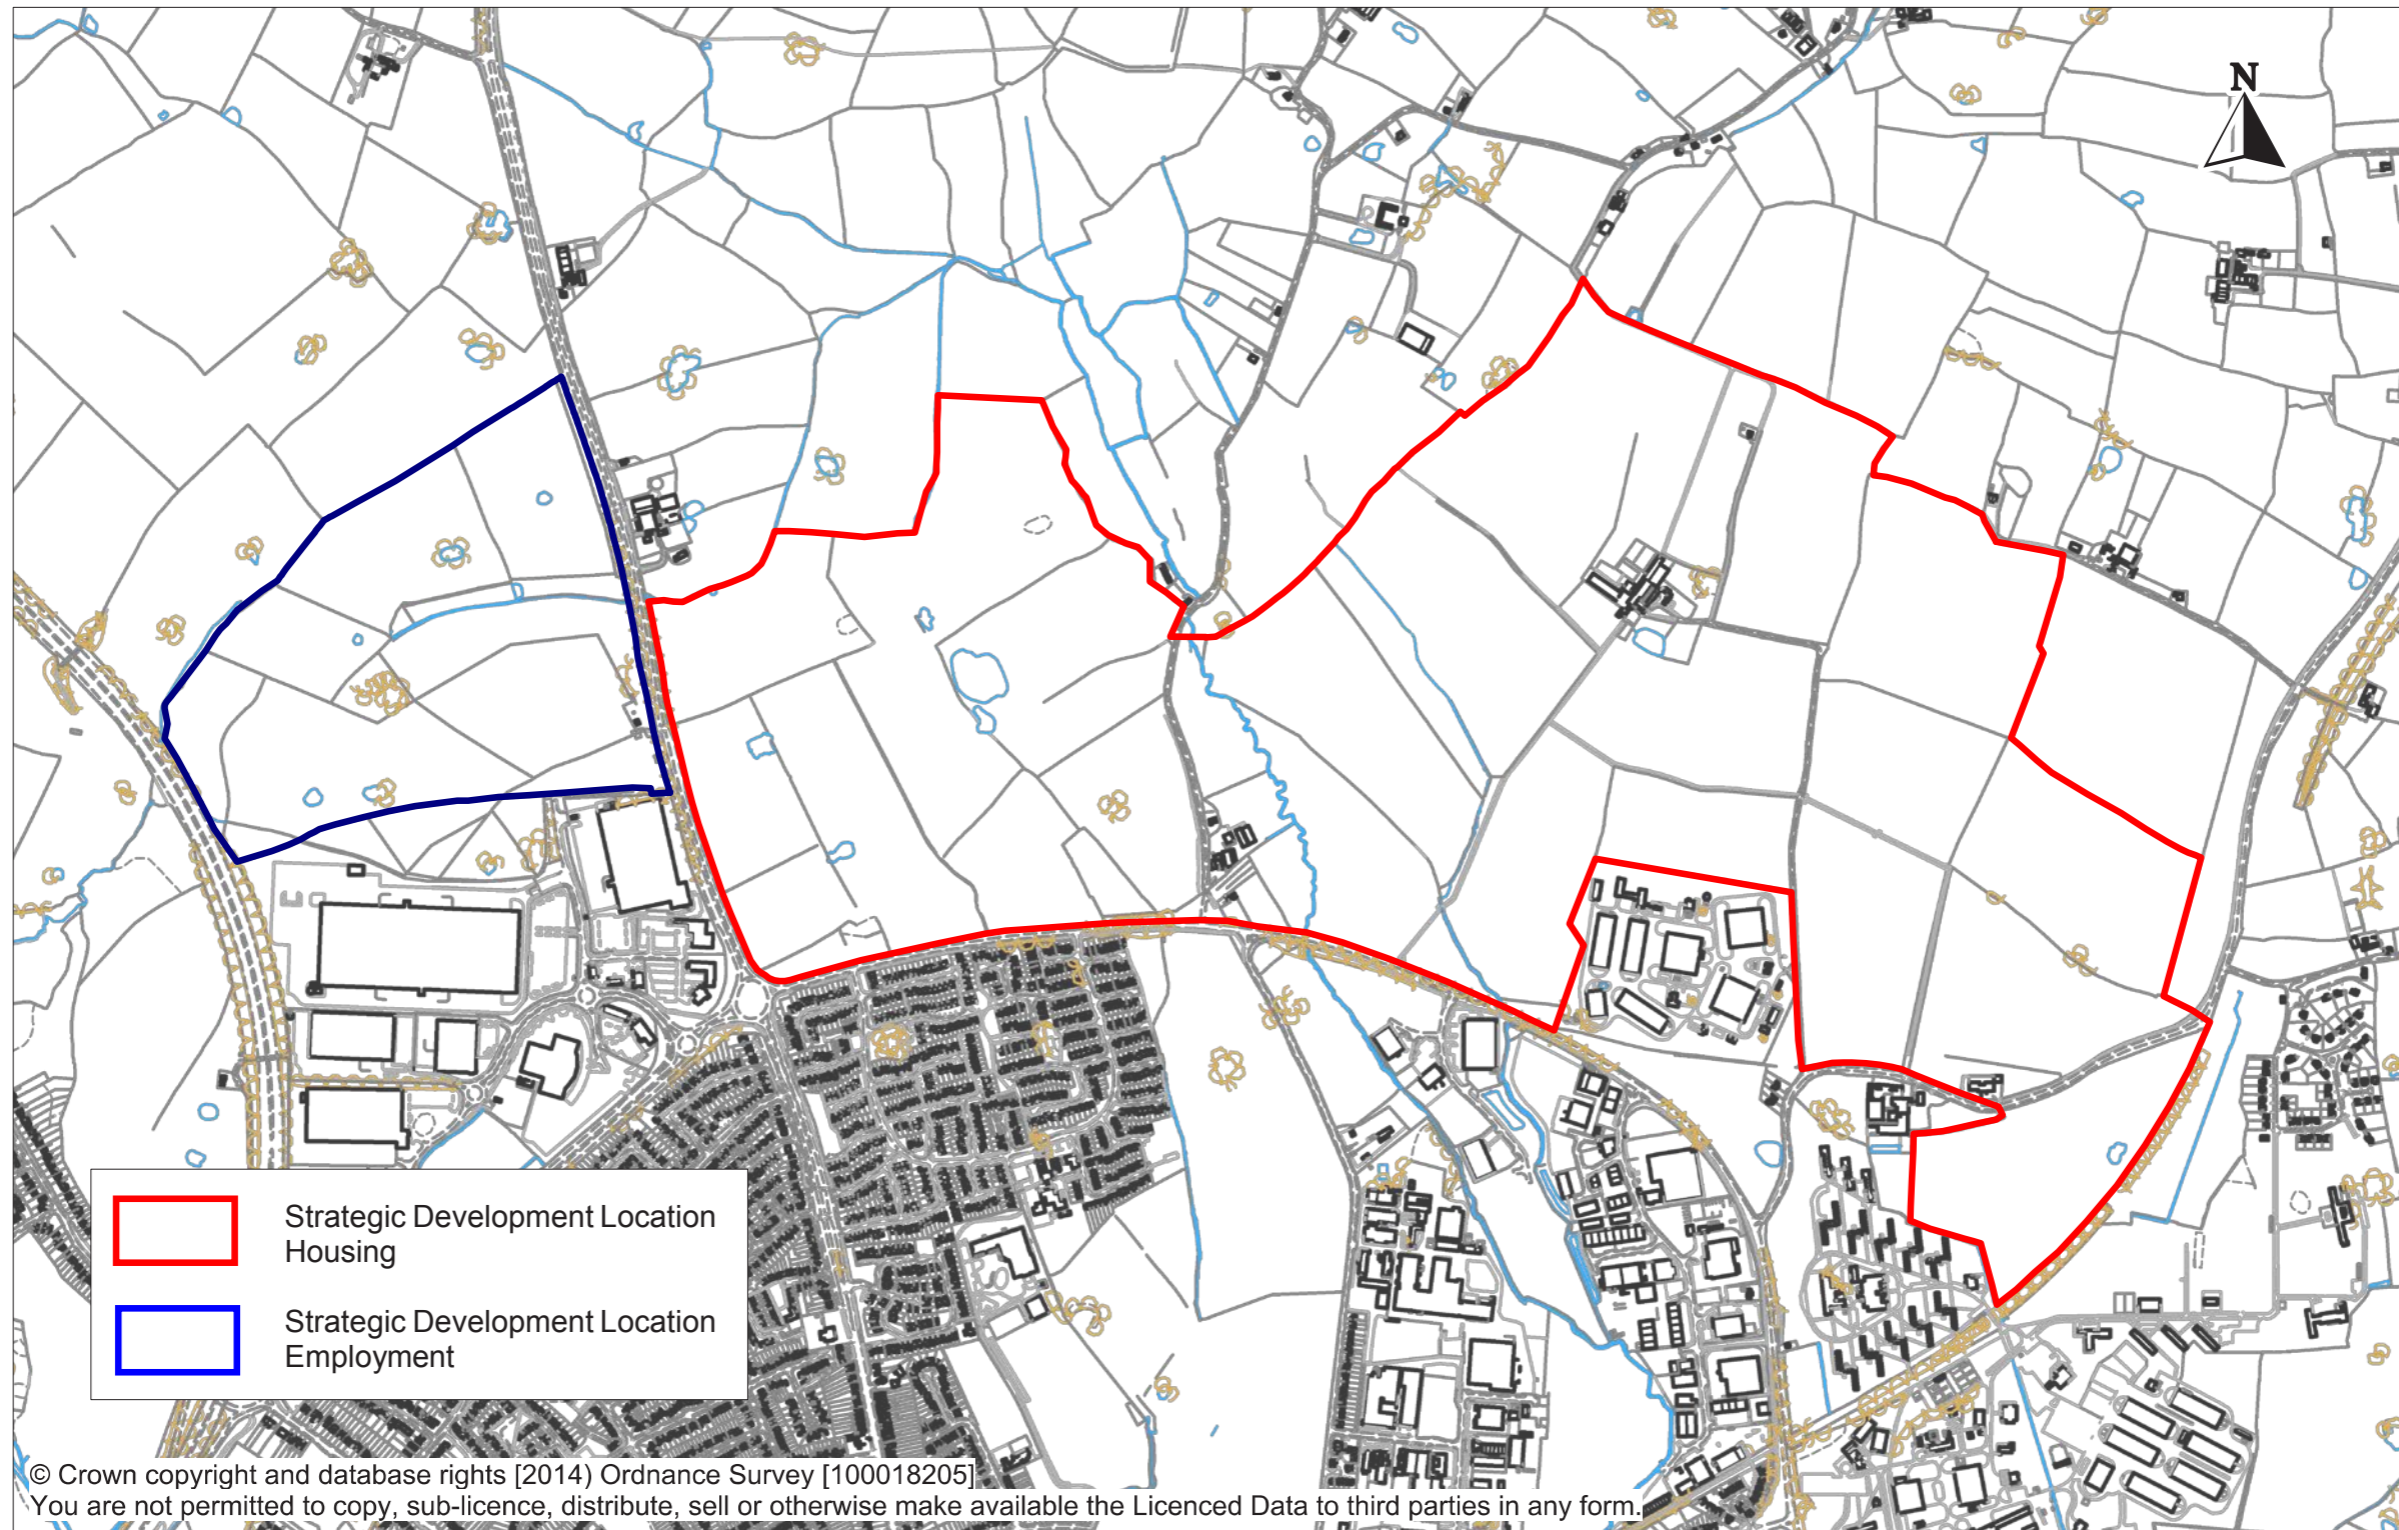 N
Strategic Development Location
Housing
Strategic Development Location
Employment
© Crown copyright and database rights [2014) Ordnance Survey [100018205]
You are not permitted to copy, sub-licence, distribute, sell or otherwise make available the Licenced Data to third parties in any form.